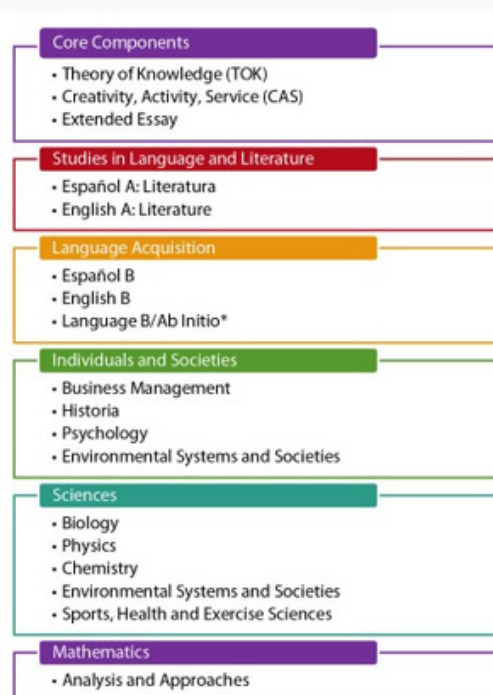 Core Components
• Theory of Knowledge (TOK)
• Creativity, Activity, Service (CAS)
• Extended Essay
Studies in Language and Literature
• Español A: Literatura
• English A: Literature
Language Acquisition
• Español B
• English B
• Language B/Ab Initio*
Individuals and Societies
• Business Management
• Historia
• Psychology
• Environmental Systems and Societies
Sciences
• Biology
• Physics
• Chemistry
• Environmental Systems and Societies
• Sports, Health and Exercise Sciences
Mathematics
• Analysis and Approaches